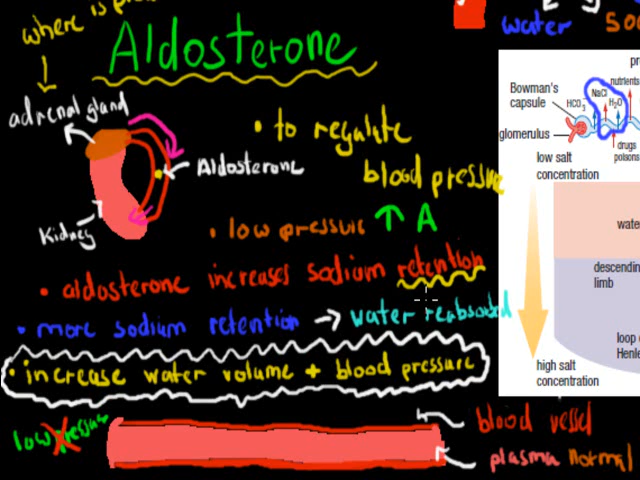 where is
Aldosterone
water
adrenal gland
• to regulate
blood pressure
Aldosterone
Kidney
• low pressure ↑ A
• aldosterone increases sodium retention
• more sodium retention → water reabsorbed
• increase water volume + blood pressure
low
blood vessel
plasma normal
nutrients
Bowman's
capsule
HCO3-
NaCl
H2O
glomerulus
drugs
poisons
low salt
concentration
descending
limb
Henle
high salt
concentration